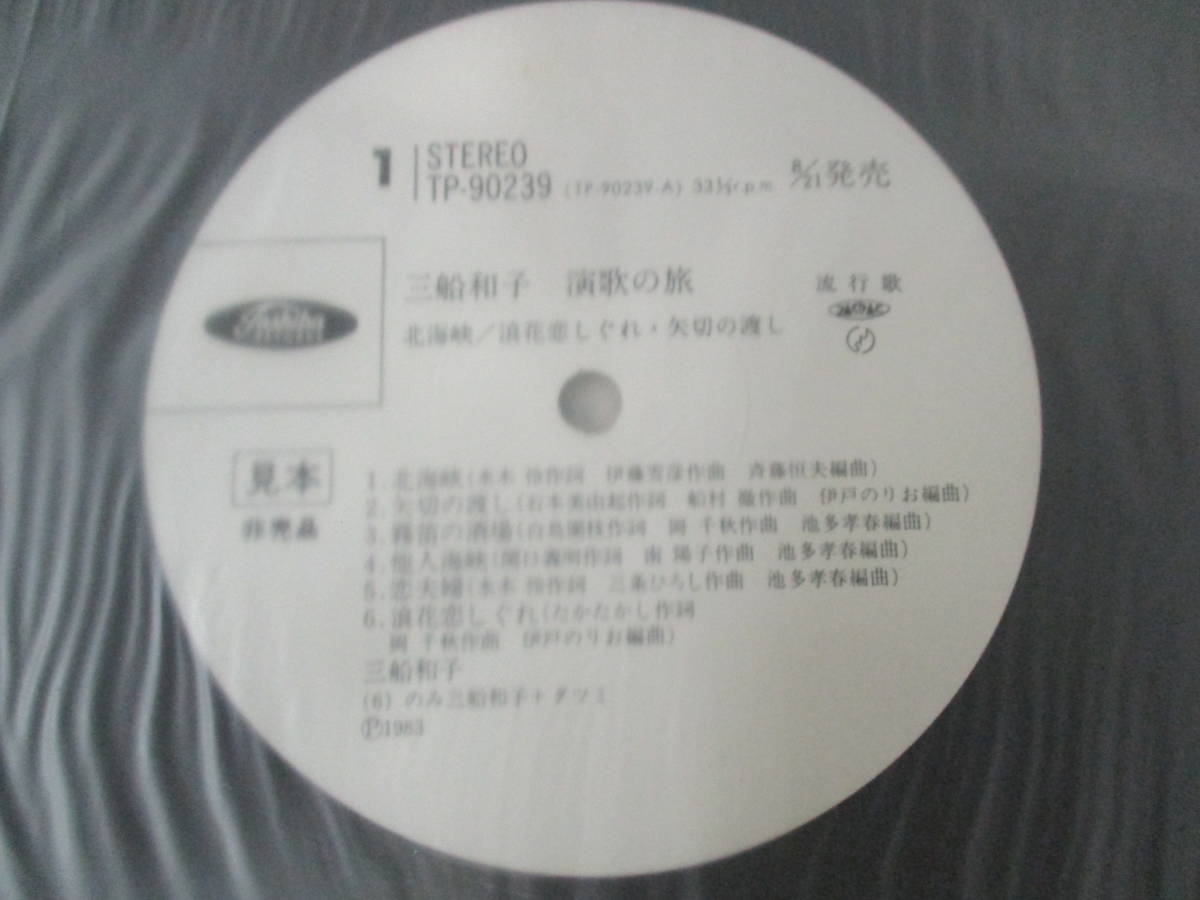 1
STEREO
TP-90239 (TP-90239-A) 33⅓r.p.m. 8/21発売
三船和子 演歌の旅
北海峡／浪花恋しぐれ・矢切の渡し
流行歌
Toshiba
見本
非売品
1. 北海峡(水木 伶作詞 伊藤雪彦作曲 斉藤恒夫編曲)
2. 矢切の渡し(石本美由起作詞 船村 徹作曲 伊戸のりお編曲)
3. 霧笛の酒場(白鳥園枝作詞 岡 千秋作曲 池多孝春編曲)
4. 他人海峡(関口義明作詞 南 陽子作曲 池多孝春編曲)
5. 恋夫婦(水木 伶作詞 三条ひろし作曲 池多孝春編曲)
6. 浪花恋しぐれ(たかたかし作詞
岡 千秋作曲 伊戸のりお編曲)
三船和子
(6) のみ三船和子+タツミ
Ⓟ1983